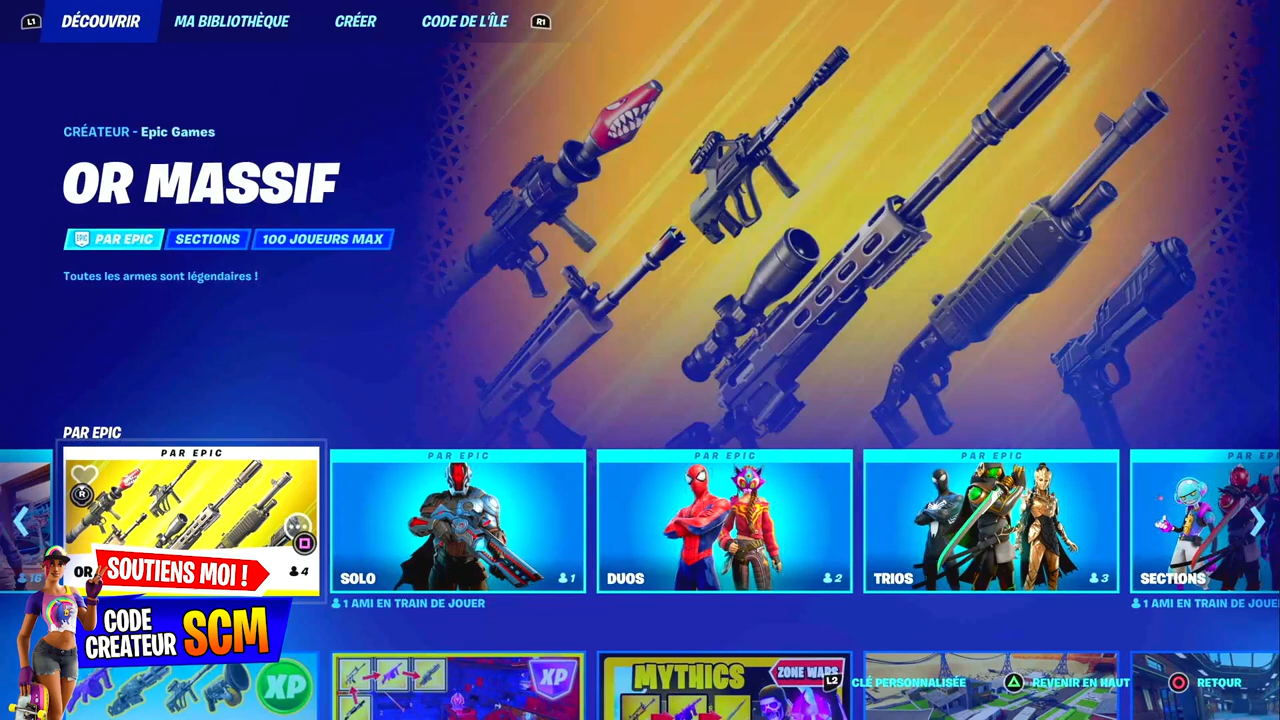 L1 DÉCOUVRIR MA BIBLIOTHÈQUE CRÉER CODE DE L'ÎLE R1
CRÉATEUR - Epic Games
OR MASSIF
EPIC PAR EPIC SECTIONS 100 JOUEURS MAX
Toutes les armes sont légendaires !
PAR EPIC
PAR EPIC PAR EPIC PAR EPIC PAR EPIC PAR EPI
R
16 OR 4 SOLO 1 DUOS 2 TRIOS 3 SECTIONS
1 AMI EN TRAIN DE JOUER 1 AMI EN TRAIN DE JOUE
SOUTIENS MOI !
CODE
CREATEUR SCM
XP XP MYTHICS ZONE WARS
L2 CLÉ PERSONNALISÉE REVENIR EN HAUT RETOUR